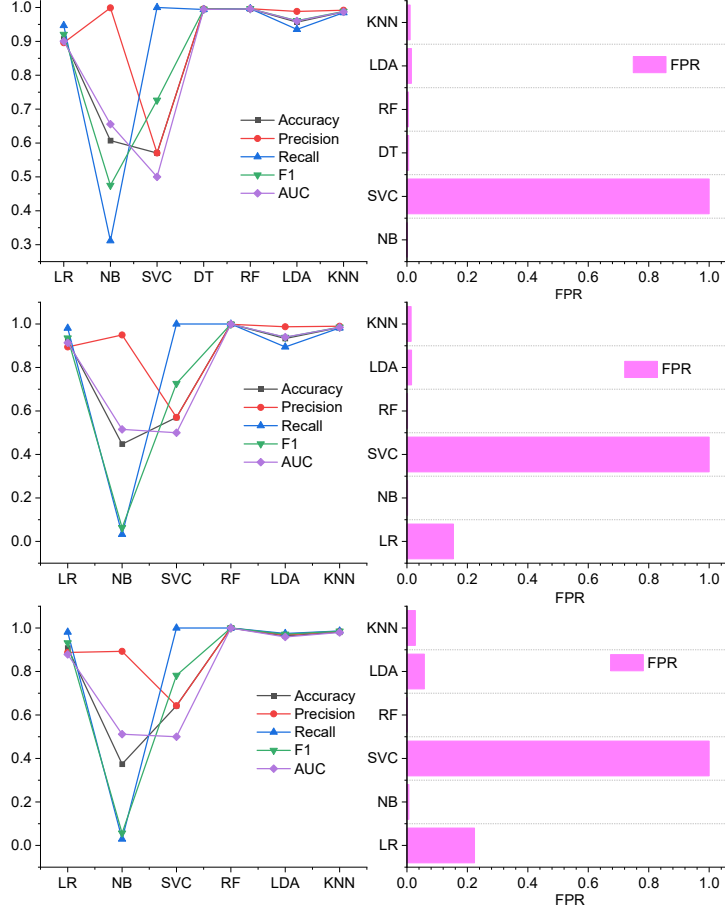 1.0
0.9
0.8
0.7
0.6
0.5
0.4
0.3
Accuracy
Precision
Recall
F1
AUC
LR NB SVC DT RF LDA KNN
KNN
LDA
RF
DT
SVC
NB
FPR
0.0 0.2 0.4 0.6 0.8 1.0
FPR
1.0
0.8
0.6
0.4
0.2
0.0
Accuracy
Precision
Recall
F1
AUC
LR NB SVC RF LDA KNN
KNN
LDA
RF
SVC
NB
LR
FPR
0.0 0.2 0.4 0.6 0.8 1.0
FPR
1.0
0.8
0.6
0.4
0.2
0.0
Accuracy
Precision
Recall
F1
AUC
LR NB SVC RF LDA KNN
KNN
LDA
RF
SVC
NB
LR
FPR
0.0 0.2 0.4 0.6 0.8 1.0
FPR